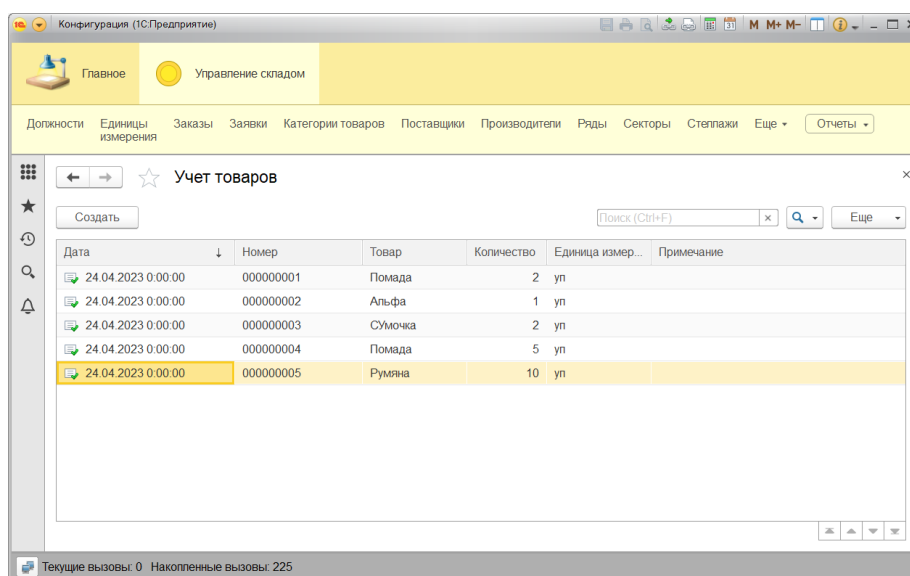 1С Конфигурация (1С:Предприятие) 31 M M+ M-
Главное Управление складом
Должности Единицы измерения Заказы Заявки Категории товаров Поставщики Производители Ряды Секторы Стеллажи Еще Отчеты
Учет товаров
Создать Поиск (Ctrl+F) Еще
Дата Номер Товар Количество Единица измер... Примечание
24.04.2023 0:00:00 000000001 Помада 2 уп
24.04.2023 0:00:00 000000002 Альфа 1 уп
24.04.2023 0:00:00 000000003 СУмочка 2 уп
24.04.2023 0:00:00 000000004 Помада 5 уп
24.04.2023 0:00:00 000000005 Румяна 10 уп
Текущие вызовы: 0 Накопленные вызовы: 225